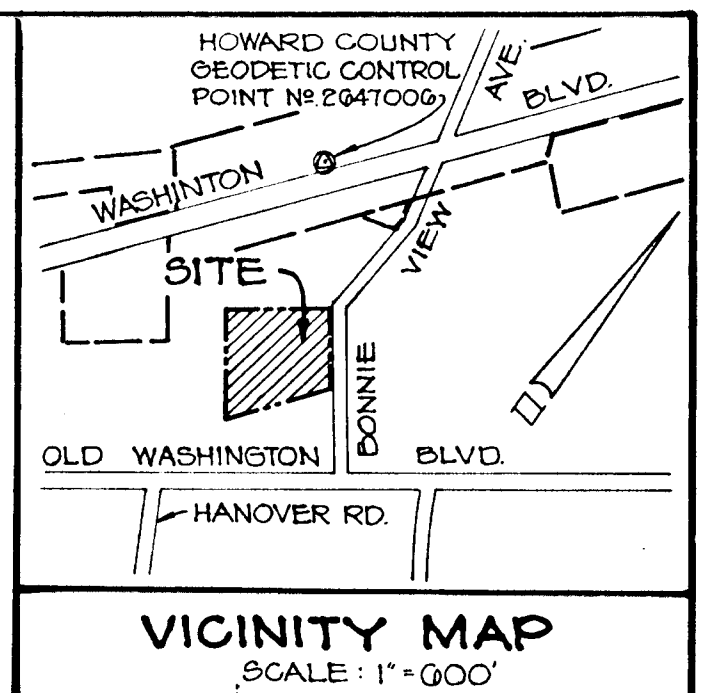 HOWARD COUNTY
GEODETIC CONTROL
POINT Nº. 2647006
AVE.
BLVD.
WASHINTON
VIEW
SITE
BONNIE
OLD WASHINGTON BLVD.
HANOVER RD.
VICINITY MAP
SCALE : 1" = 600'